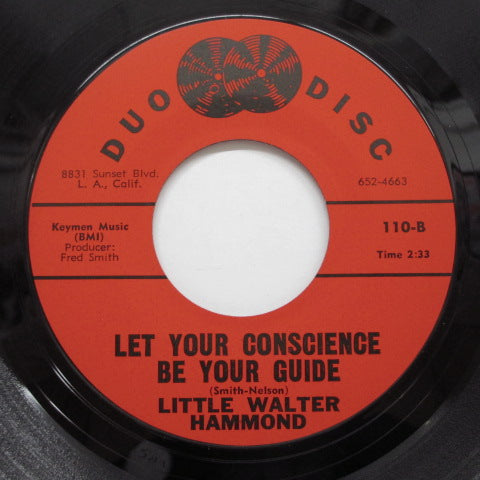 DUO DISC
8831 Sunset Blvd.
L. A., Calif.
652-4663
Keymen Music
(BMI)
Producer:
Fred Smith
110-B
Time 2:33
LET YOUR CONSCIENCE
BE YOUR GUIDE
(Smith-Nelson)
LITTLE WALTER
HAMMOND